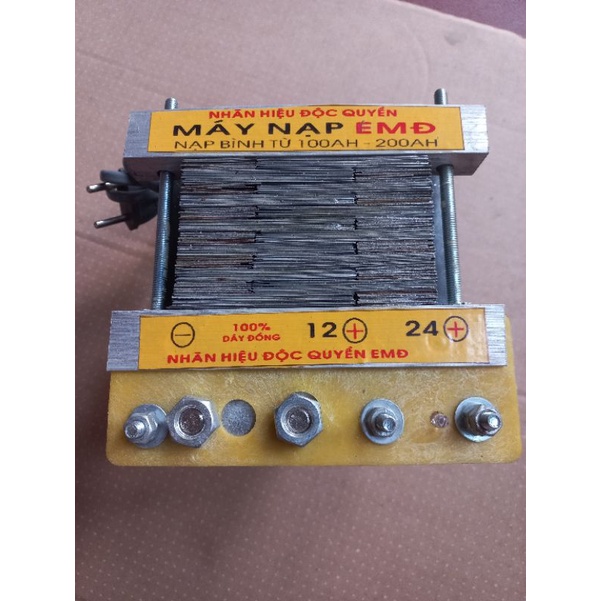 NHÃN HIỆU ĐỘC QUYỀN
MÁY NẠP ÉMĐ
NẠP BÌNH TỪ 100AH - 200AH
⊖ 100% DÂY ĐỒNG 12⊕ 24⊕
NHÃN HIỆU ĐỘC QUYỀN EMĐ